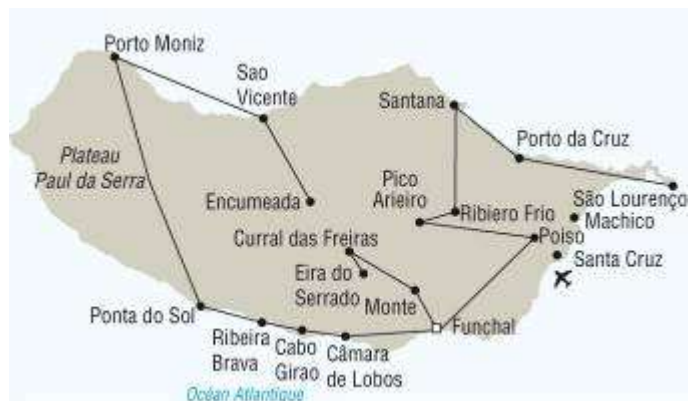 Porto Moniz
Sao
Vicente
Santana
Porto da Cruz
Plateau
Paul da Serra
Pico
Arieiro
São Lourenço
Encumeada
Ribiero Frio
Machico
Curral das Freiras
Poiso
Eira do
Serrado
Santa Cruz
Monte
Ponta do Sol
Funchal
Ribeira
Brava
Cabo
Girao
Câmara
de Lobos
Océan Atlantique